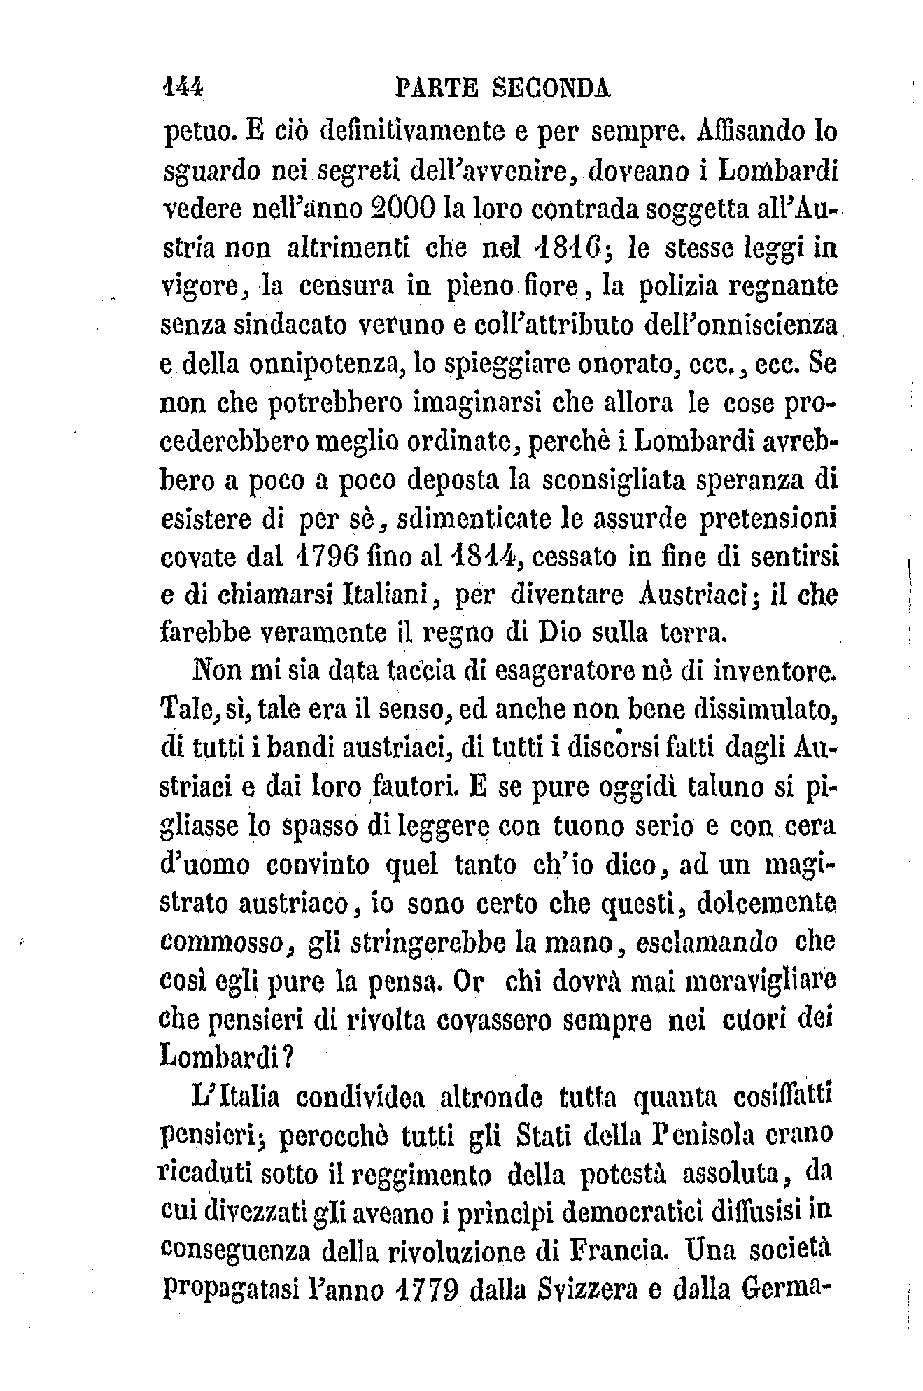 144 PARTE SECONDA
petuo. E ciò definitivamente e per sempre. Affisando lo
sguardo nei segreti dell'avvenire, doveano i Lombardi
vedere nell'anno 2000 la loro contrada soggetta all'Au-
stria non altrimenti che nel 1816; le stesse leggi in
vigore, la censura in pieno fiore, la polizia regnante
senza sindacato veruno e coll'attributo dell'onniscienza
e della onnipotenza, lo spieggiare onorato, ecc., ecc. Se
non che potrebbero imaginarsi che allora le cose pro-
cederebbero meglio ordinate, perchè i Lombardi avreb-
bero a poco a poco deposta la sconsigliata speranza di
esistere di per sè, sdimenticate le assurde pretensioni
covate dal 1796 fino al 1814, cessato in fine di sentirsi
e di chiamarsi Italiani, per diventare Austriaci; il che
farebbe veramente il regno di Dio sulla terra.
Non mi sia data taccia di esageratore nè di inventore.
Tale, sì, tale era il senso, ed anche non bene dissimulato,
di tutti i bandi austriaci, di tutti i discorsi fatti dagli Au-
striaci e dai loro fautori. E se pure oggidì taluno si pi-
gliasse lo spasso di leggere con tuono serio e con cera
d'uomo convinto quel tanto ch'io dico, ad un magi-
strato austriaco, io sono certo che questi, dolcemente
commosso, gli stringerebbe la mano, esclamando che
così egli pure la pensa. Or chi dovrà mai meravigliare
che pensieri di rivolta covassero sempre nei cuori dei
Lombardi?
L'Italia condividea altronde tutta quanta cosiffatti
pensieri; perocchè tutti gli Stati della Penisola erano
ricaduti sotto il reggimento della potestà assoluta, da
cui divezzati gli aveano i principi democratici diffusisi in
conseguenza della rivoluzione di Francia. Una società
propagatasi l'anno 1779 dalla Svizzera e dalla Germa-